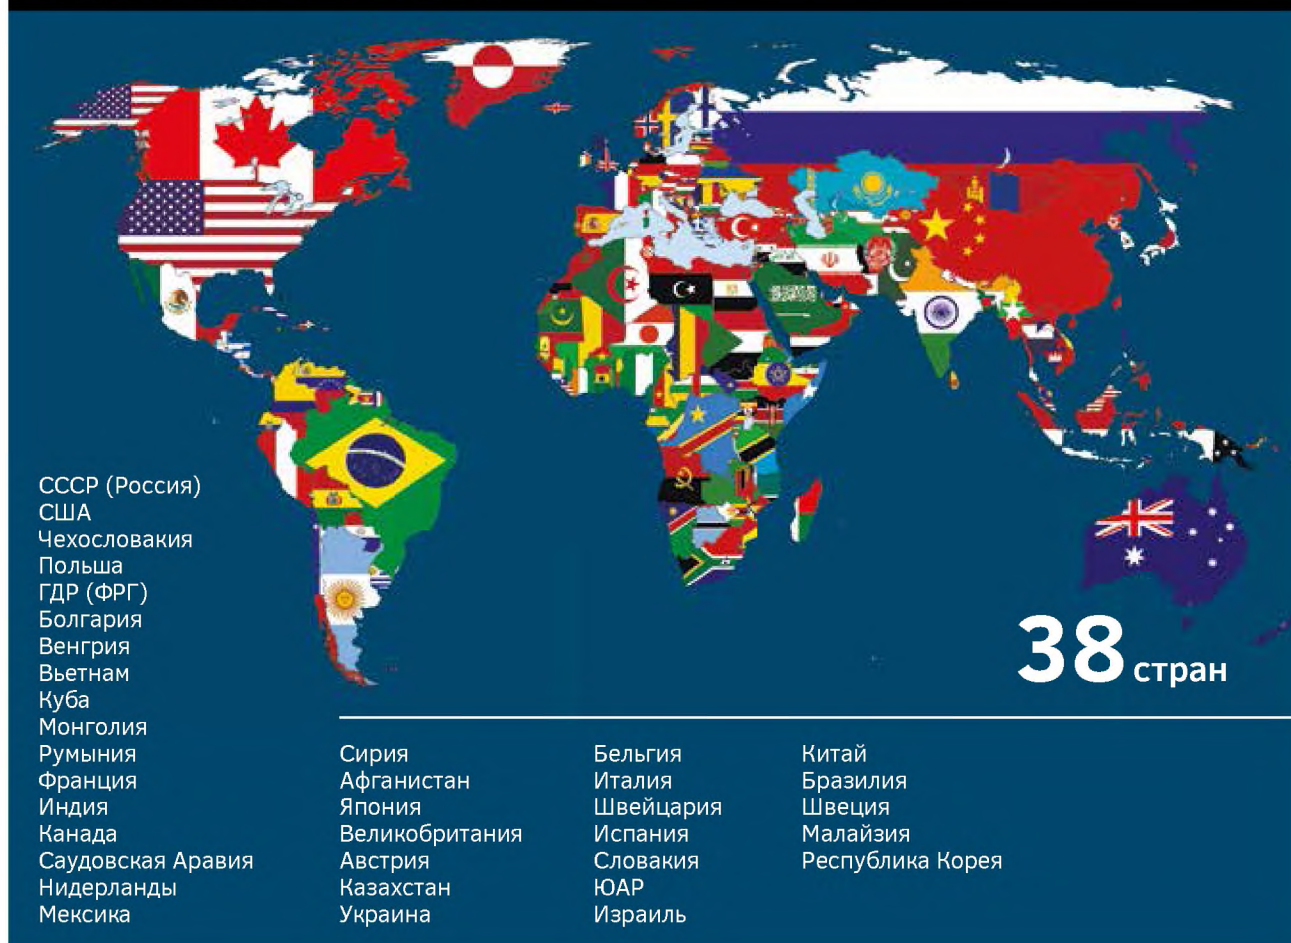 СССР (Россия)
США
Чехословакия
Польша
ГДР (ФРГ)
Болгария
Венгрия
Вьетнам
Куба
Монголия
Румыния
Франция
Индия
Канада
Саудовская Аравия
Нидерланды
Мексика
38 стран
Сирия
Афганистан
Япония
Великобритания
Австрия
Казахстан
Украина
Бельгия
Италия
Швейцария
Испания
Словакия
ЮАР
Израиль
Китай
Бразилия
Швеция
Малайзия
Республика Корея